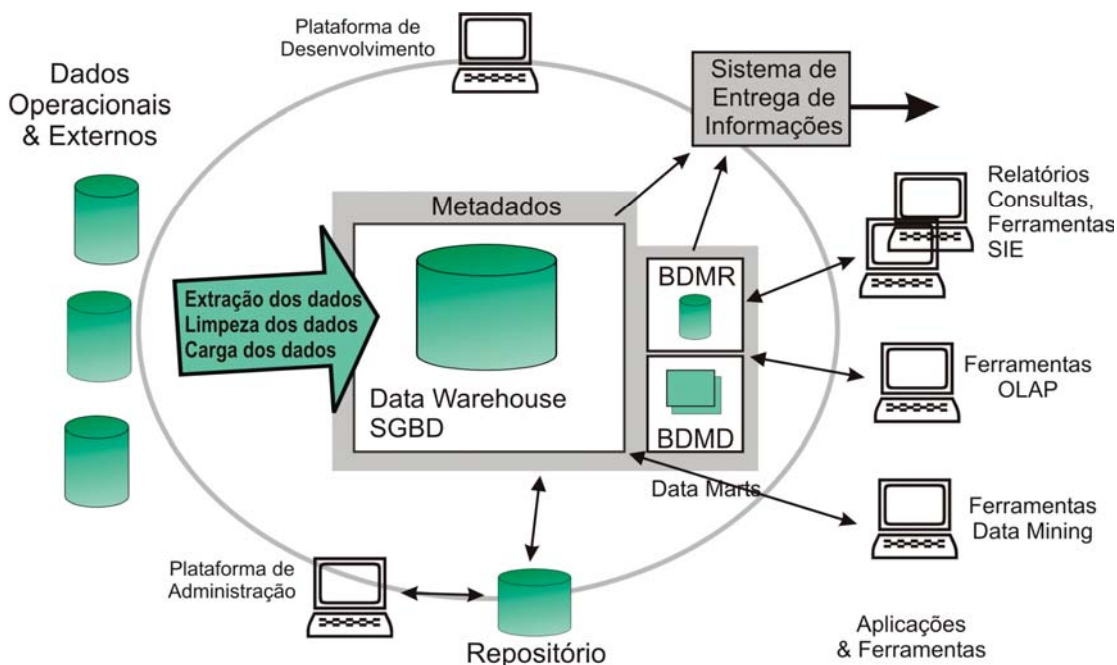 Plataforma de
Desenvolvimento
Dados
Operacionais
& Externos
Sistema de
Entrega de
Informações
Relatórios
Consultas,
Ferramentas
SIE
Metadados
BDMR
Extração dos dados
Limpeza dos dados
Carga dos dados
Data Warehouse
SGBD
BDMD
Ferramentas
OLAP
Data Marts
Ferramentas
Data Mining
Plataforma de
Administração
Repositório
Aplicações
& Ferramentas